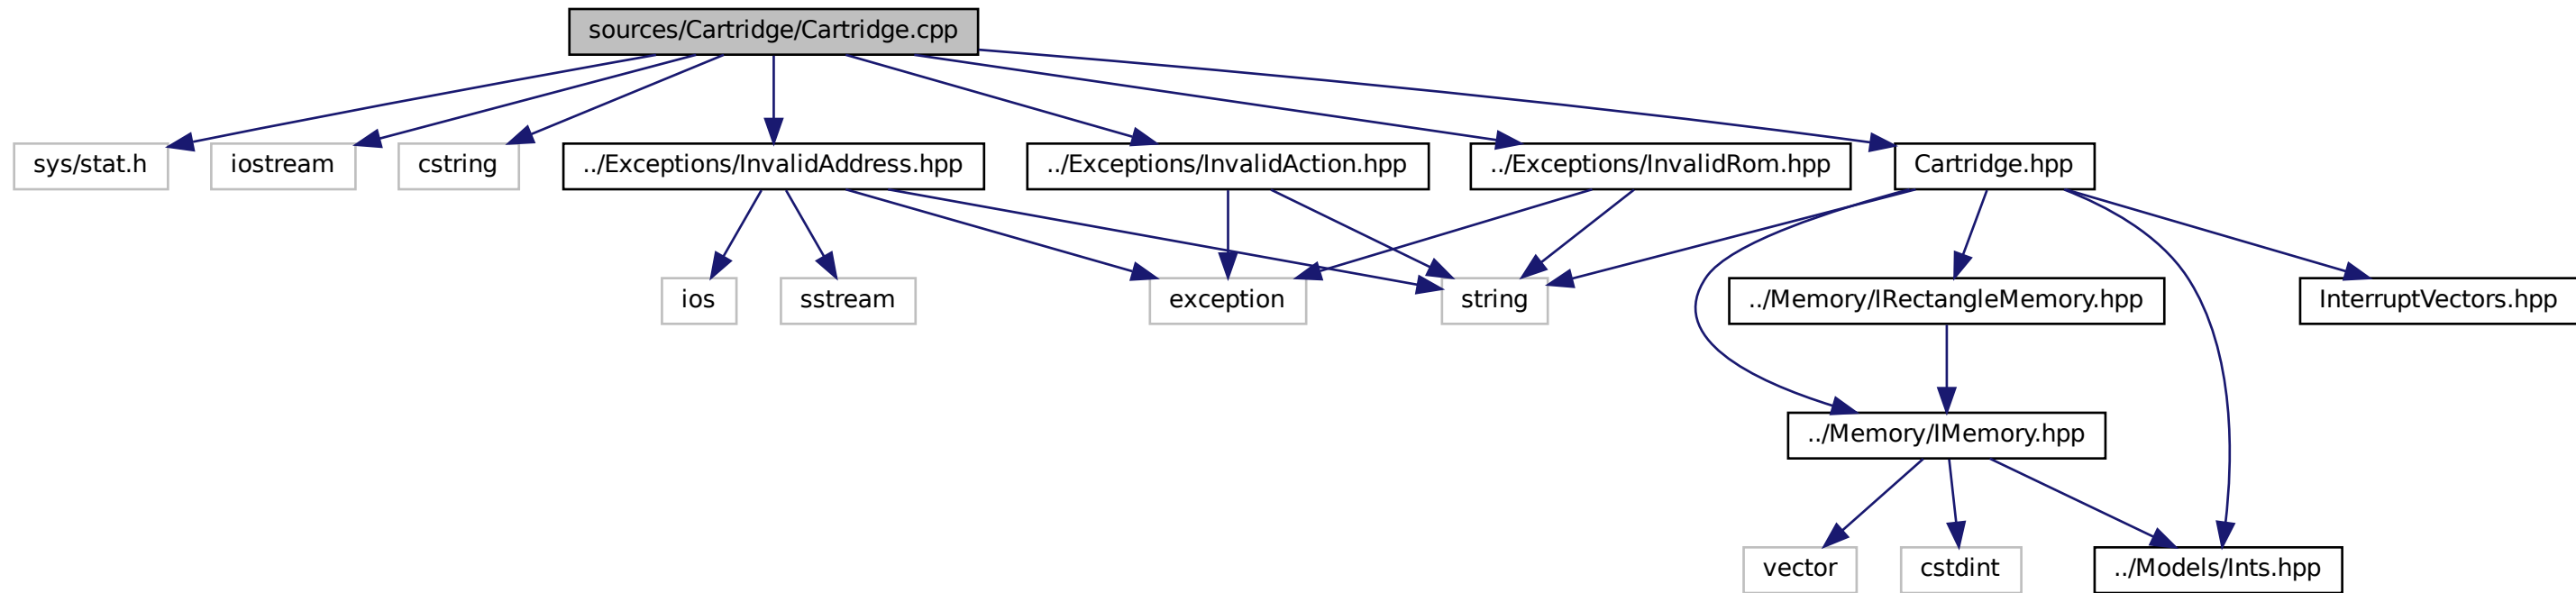 sources/Cartridge/Cartridge.cpp
sys/stat.h
iostream
cstring
../Exceptions/InvalidAddress.hpp
../Exceptions/InvalidAction.hpp
../Exceptions/InvalidRom.hpp
Cartridge.hpp
ios
sstream
exception
string
../Memory/IRectangleMemory.hpp
InterruptVectors.hpp
../Memory/IMemory.hpp
vector
cstdint
../Models/Ints.hpp